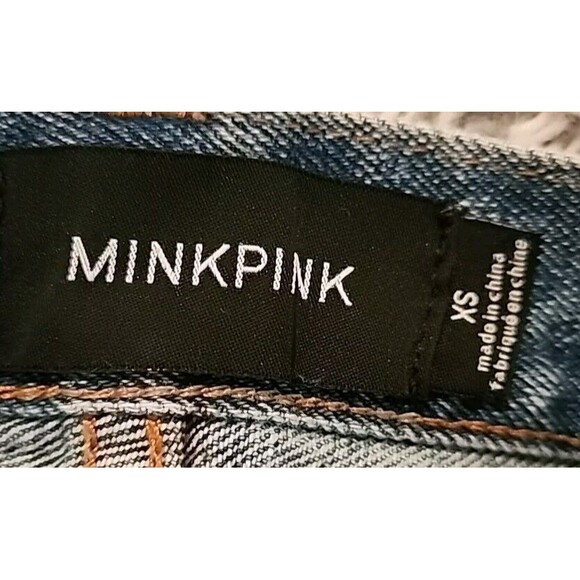 MINKPINK
XS
made in china
fabriqué en chine